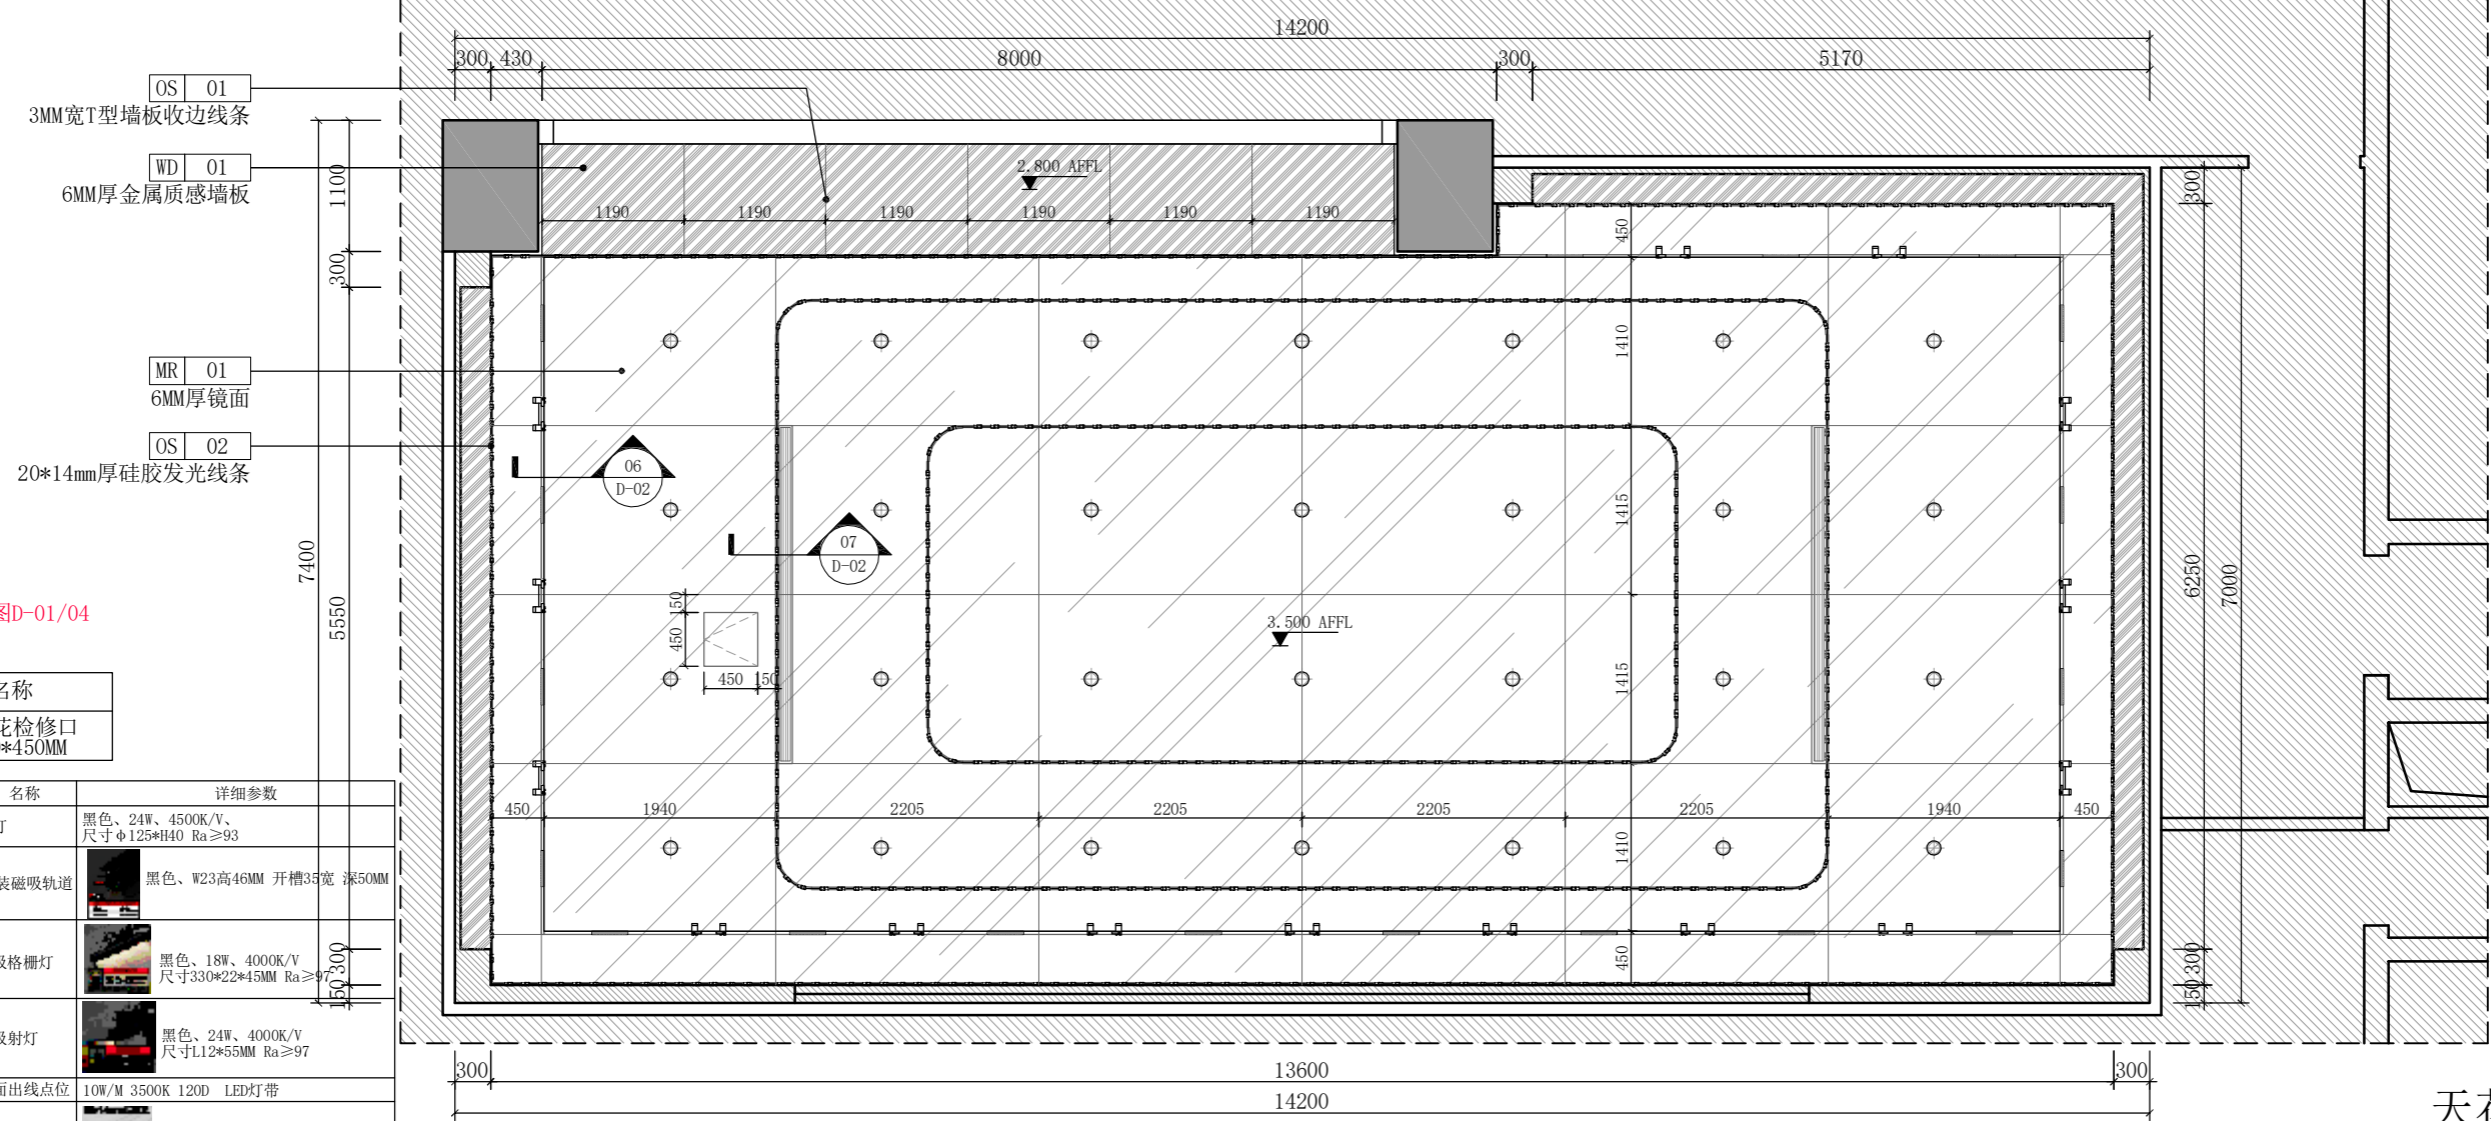 14200
300 430 8000 300 5170
OS 01
3MM宽T型墙板收边线条
WD 01
6MM厚金属质感墙板
2.800 AFFL
1190 1190 1190 1190 1190 1190
1100
300
300
450
MR 01
6MM厚镜面
1410
OS 02
20*14mm厚硅胶发光线条
06
D-02
07
D-02
1415
7400
5550
6250
7000
图D-01/04
150
450
450 150
3.500 AFFL
1415
名称
花检修口
*450MM
名称 详细参数
灯 黑色、24W、4500K/V、
尺寸φ125*H40 Ra≥93
装磁吸轨道 黑色、W23高46MM 开槽35宽 深50MM
吸格栅灯 黑色、18W、4000K/V
尺寸330*22*45MM Ra≥97
吸射灯 黑色、24W、4000K/V
尺寸L12*55MM Ra≥97
面出线点位 10W/M 3500K 120D LED灯带
450 1940 2205 2205 2205 2205 1940 450
1410
450
300
150
300
150
300 13600 300
14200
天花